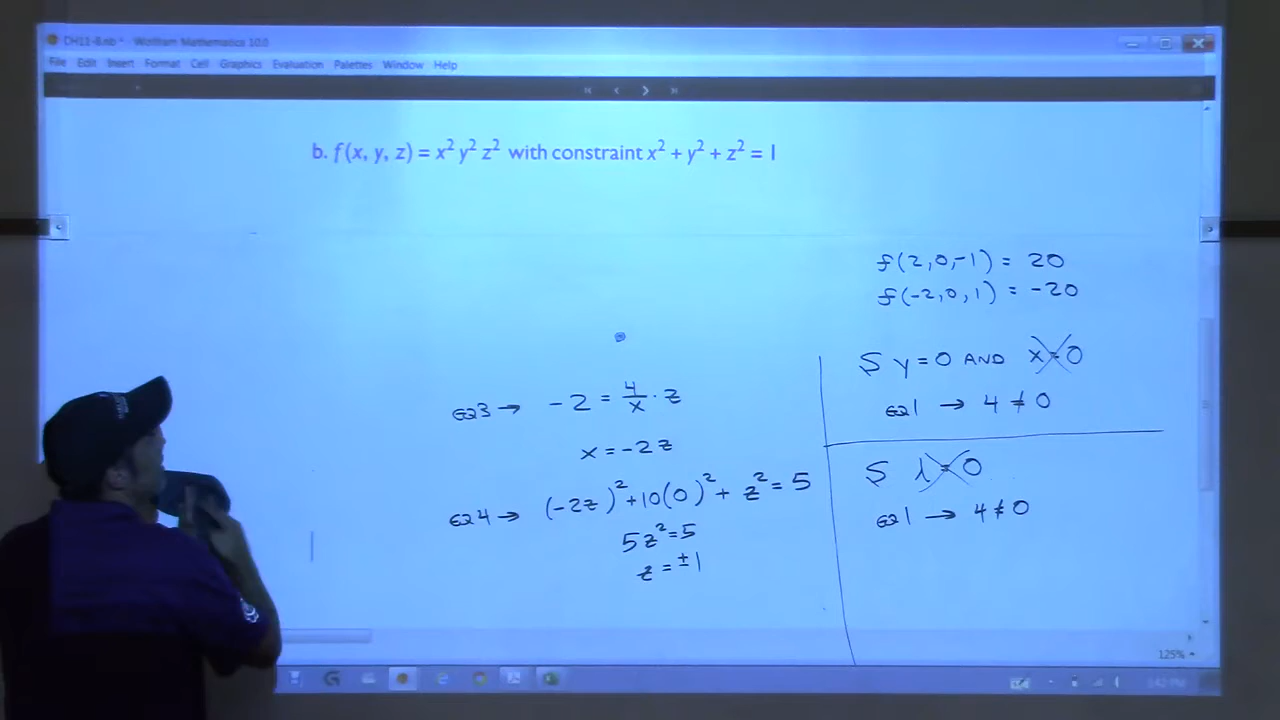 CH11-8.nb * - Wolfram Mathematica 10.0
File Edit Insert Format Cell Graphics Evaluation Palettes Window Help
b. f(x, y, z) = x² y² z² with constraint x² + y² + z² = 1
f(2,0,-1) = 20
f(-2,0,1) = -20
S y=0 AND x=0
EQ1 → 4 ≠ 0
S λ=0
EQ1 → 4 ≠ 0
EQ3 → -2 = 4/x · z
x = -2z
EQ4 → (-2z)² + 10(0)² + z² = 5
5z² = 5
z = ±1
125%